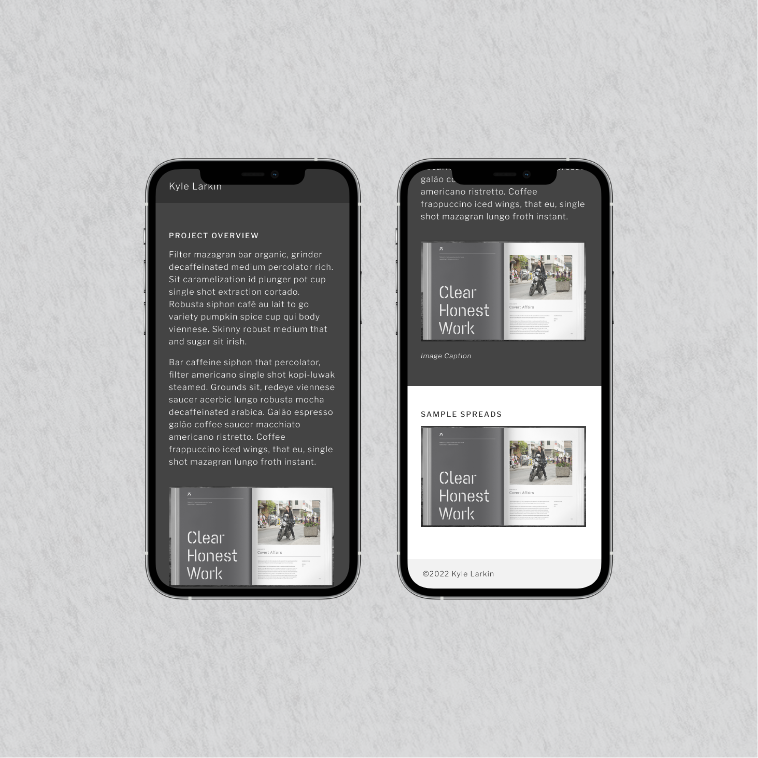 Kyle Larkin
PROJECT OVERVIEW
Filter mazagran bar organic, grinder
decaffeinated medium percolator rich.
Sit caramelization id plunger pot cup
single shot extraction cortado.
Robusta siphon café au lait to go
variety pumpkin spice cup qui body
viennese. Skinny robust medium that
and sugar sit irish.
Bar caffeine siphon that percolator,
filter americano single shot kopi-luwak
steamed. Grounds sit, redeye viennese
saucer acerbic lungo robusta mocha
decaffeinated arabica. Galão espresso
galão coffee saucer macchiato
americano ristretto. Coffee
frappuccino iced wings, that eu, single
shot mazagran lungo froth instant.
Clear
Honest
Work
galão
americano ristretto. Coffee
frappuccino iced wings, that eu, single
shot mazagran lungo froth instant.
Clear
Honest
Work
Image Caption
SAMPLE SPREADS
Clear
Honest
Work
©2022 Kyle Larkin